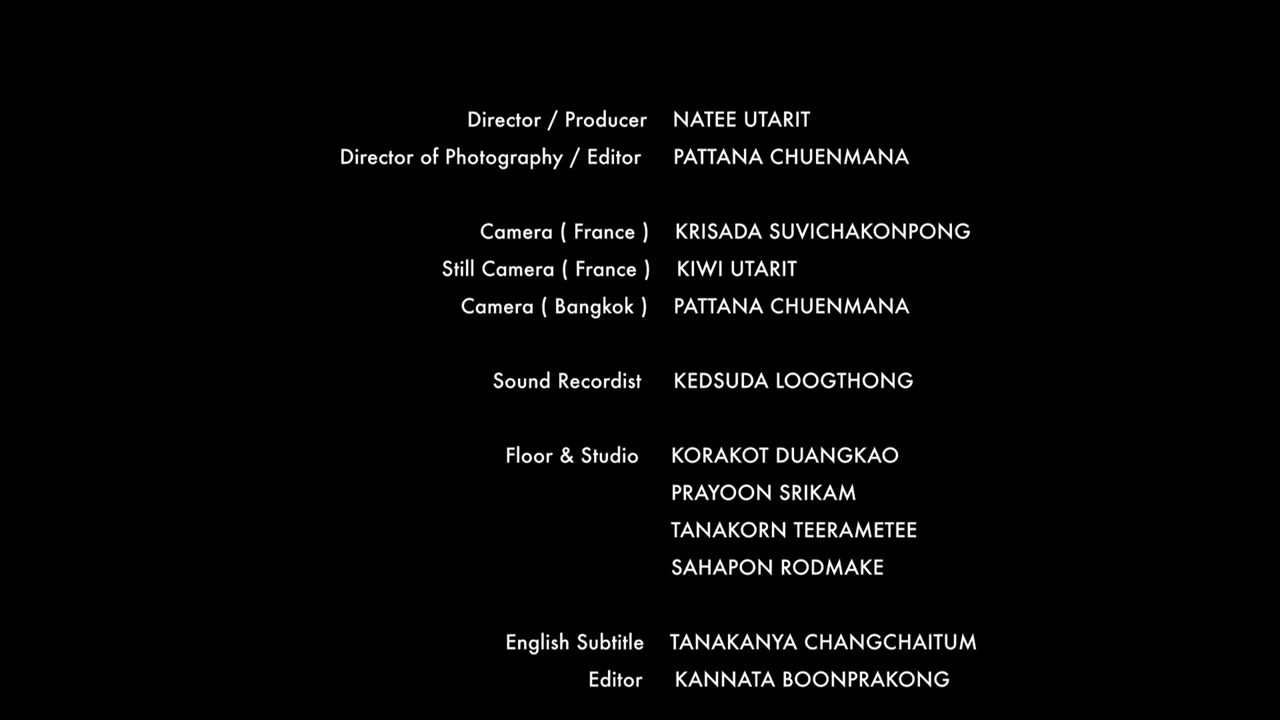 Director / Producer NATEE UTARIT
Director of Photography / Editor PATTANA CHUENMANA
Camera ( France ) KRISADA SUVICHAKONPONG
Still Camera ( France ) KIWI UTARIT
Camera ( Bangkok ) PATTANA CHUENMANA
Sound Recordist KEDSUDA LOOGTHONG
Floor & Studio KORAKOT DUANGKAO
PRAYOON SRIKAM
TANAKORN TEERAMETEE
SAHAPON RODMAKE
English Subtitle TANAKANYA CHANGCHAITUM
Editor KANNATA BOONPRAKONG